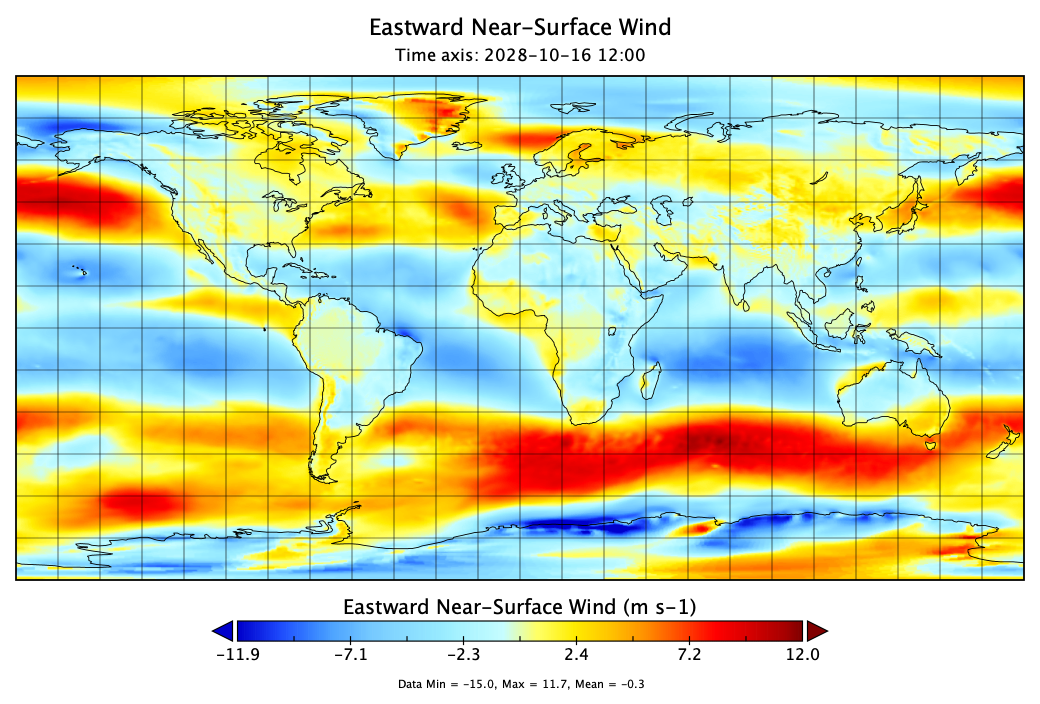 Eastward Near-Surface Wind
Time axis: 2028-10-16 12:00
Eastward Near-Surface Wind (m s-1)
-11.9 -7.1 -2.3 2.4 7.2 12.0
Data Min = -15.0, Max = 11.7, Mean = -0.3